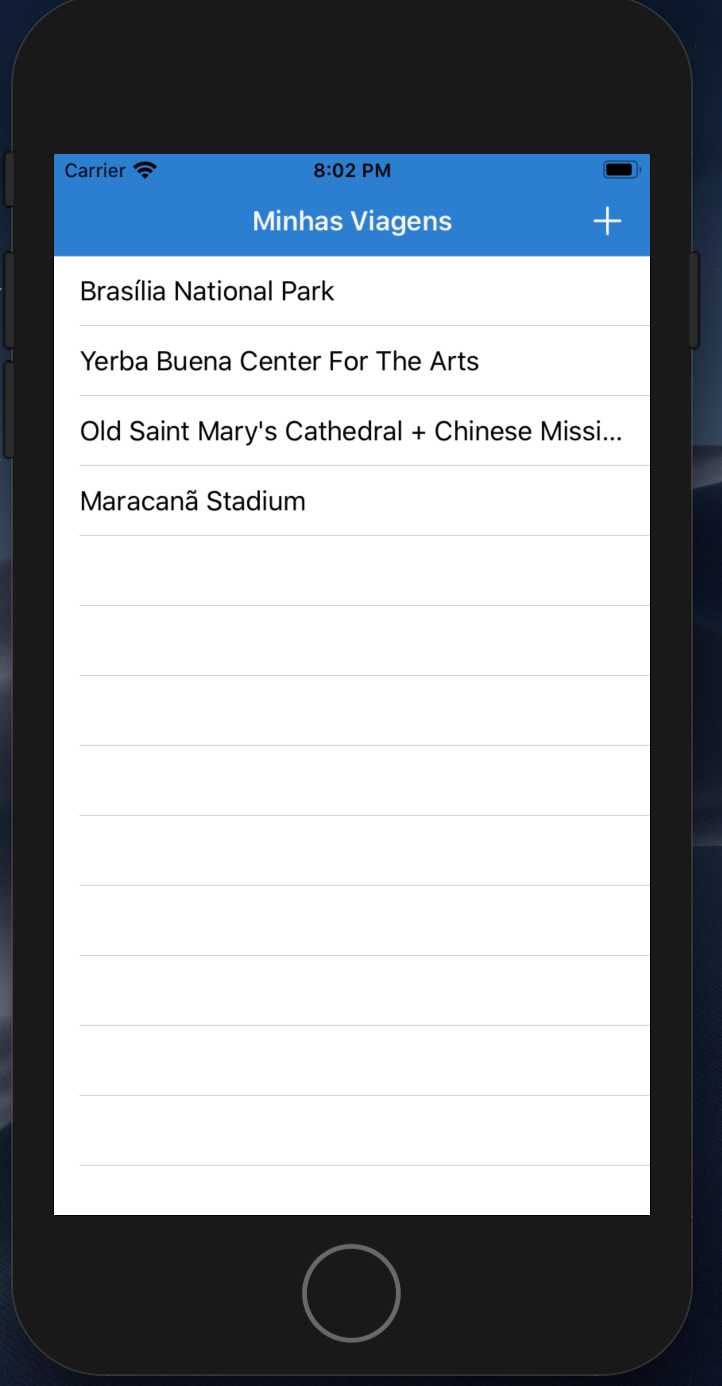 Carrier
8:02 PM
Minhas Viagens
Brasília National Park
Yerba Buena Center For The Arts
Old Saint Mary's Cathedral + Chinese Missi...
Maracanã Stadium